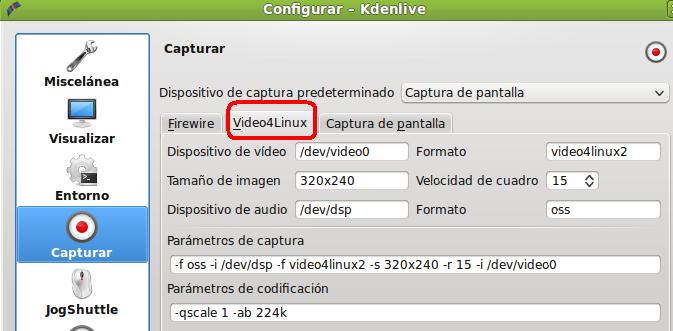 Configurar – Kdenlive
Miscelánea
Visualizar
Entorno
Capturar
JogShuttle
Capturar
Dispositivo de captura predeterminado Captura de pantalla
Firewire Video4Linux Captura de pantalla
Dispositivo de vídeo /dev/video0 Formato video4linux2
Tamaño de imagen 320x240 Velocidad de cuadro 15
Dispositivo de audio /dev/dsp Formato oss
Parámetros de captura
-f oss -i /dev/dsp -f video4linux2 -s 320x240 -r 15 -i /dev/video0
Parámetros de codificación
-qscale 1 -ab 224k